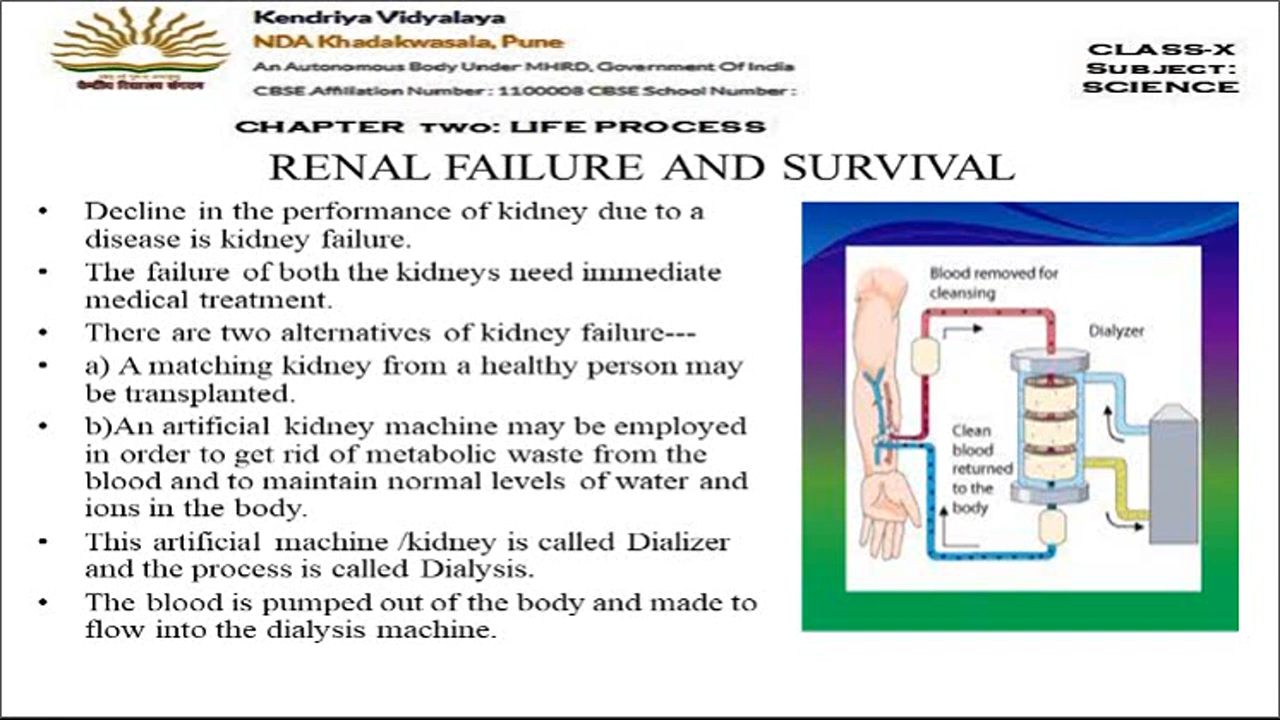 Kendriya Vidyalaya
NDA Khadakwasala, Pune
An Autonomous Body Under MHRD, Government Of India
CBSE Affiliation Number : 1100008 CBSE School Number :
केन्द्रीय विद्यालय संगठन
CLASS-X
SUBJECT:
SCIENCE
CHAPTER TWO: LIFE PROCESS
RENAL FAILURE AND SURVIVAL
• Decline in the performance of kidney due to a
disease is kidney failure.
• The failure of both the kidneys need immediate
medical treatment.
• There are two alternatives of kidney failure---
• a) A matching kidney from a healthy person may
be transplanted.
• b)An artificial kidney machine may be employed
in order to get rid of metabolic waste from the
blood and to maintain normal levels of water and
ions in the body.
• This artificial machine /kidney is called Dializer
and the process is called Dialysis.
• The blood is pumped out of the body and made to
flow into the dialysis machine.
Blood removed for
cleansing
Dialyzer
Clean
blood
returned
to the
body